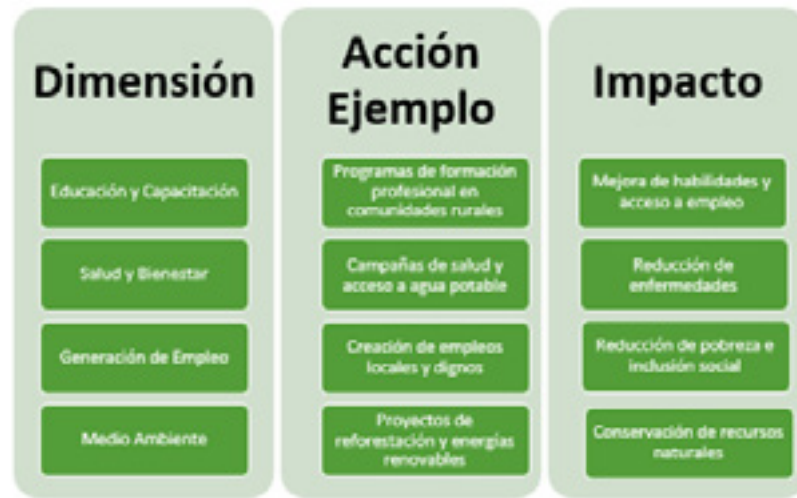 Dimensión
Educación y Capacitación
Salud y Bienestar
Generación de Empleo
Medio Ambiente
Acción
Ejemplo
Programas de formación
profesional en
comunidades rurales
Campañas de salud y
acceso a agua potable
Creación de empleos
locales y dignos
Proyectos de
reforestación y energías
renovables
Impacto
Mejora de habilidades y
acceso a empleo
Reducción de
enfermedades
Reducción de pobreza e
inclusión social
Conservación de recursos
naturales